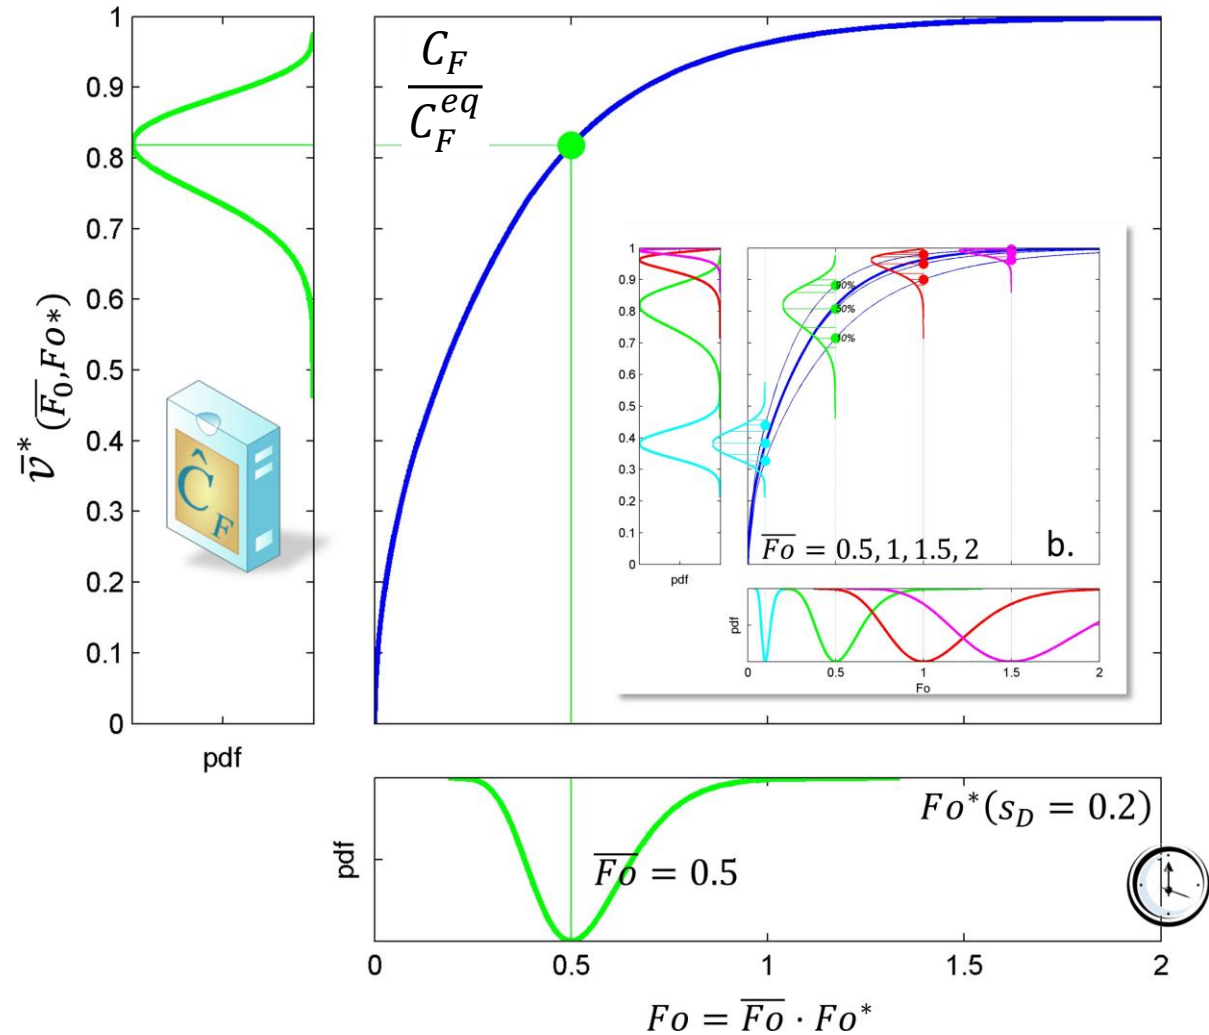 1
0.9
0.8
0.7
0.6
0.5
0.4
0.3
0.2
0.1
0
pdf
v̄* (F̄₀,Fo*)
C_F
C_F^eq
Ĉ_F
1
0.9
0.8
0.7
0.6
0.5
0.4
0.3
0.2
0.1
0
pdf
90%
50%
10%
F̅o̅ = 0.5, 1, 1.5, 2
b.
pdf
0 0.5 1 1.5 2
Fo
pdf
Fo*(s_D = 0.2)
F̅o̅ = 0.5
0 0.5 1 1.5 2
Fo = F̅o̅ · Fo*